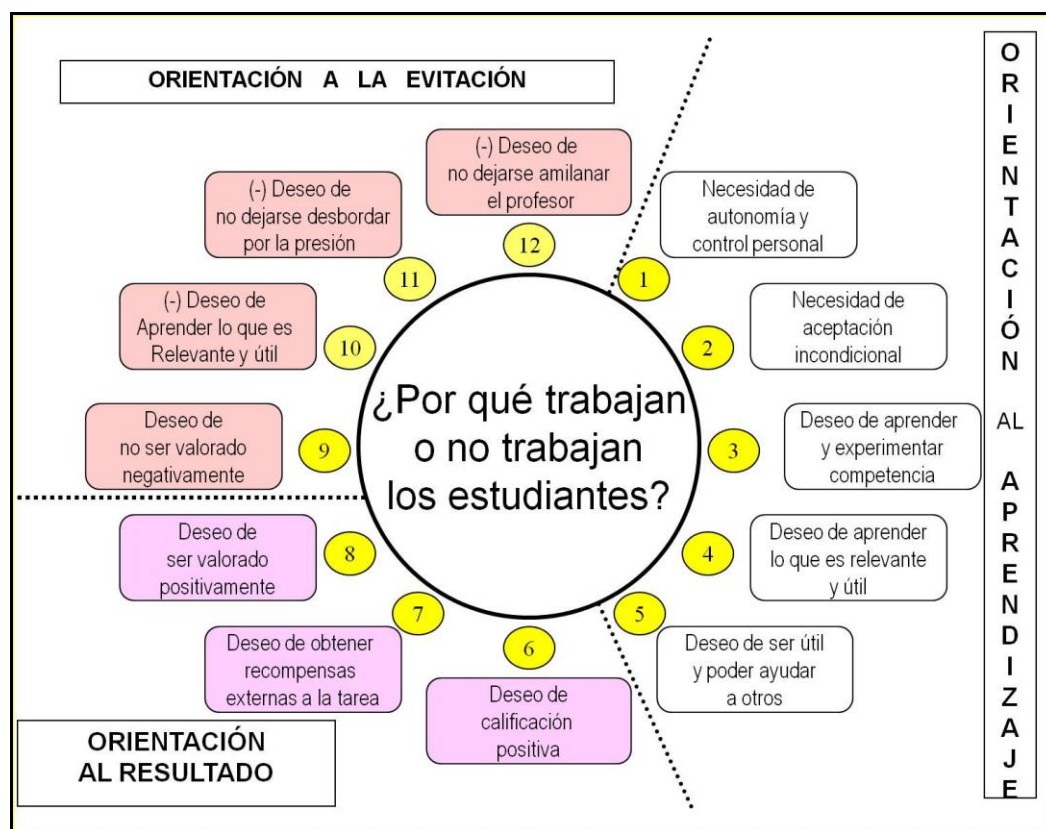 ORIENTACIÓN A LA EVITACIÓN
(-) Deseo de
no dejarse amilanar
el profesor
12
(-) Deseo de
no dejarse desbordar
por la presión
11
(-) Deseo de
Aprender lo que es
Relevante y útil
10
Deseo de
no ser valorado
negativamente
9
¿Por qué trabajan
o no trabajan
los estudiantes?
1
Necesidad de
autonomía y
control personal
2
Necesidad de
aceptación
incondicional
3
Deseo de aprender
y experimentar
competencia
4
Deseo de aprender
lo que es relevante
y útil
5
Deseo de ser útil
y poder ayudar
a otros
6
Deseo de
calificación
positiva
7
Deseo de obtener
recompensas
externas a la tarea
8
Deseo de
ser valorado
positivamente
ORIENTACIÓN
AL RESULTADO
ORIENTACIÓN AL APRENDIZAJE